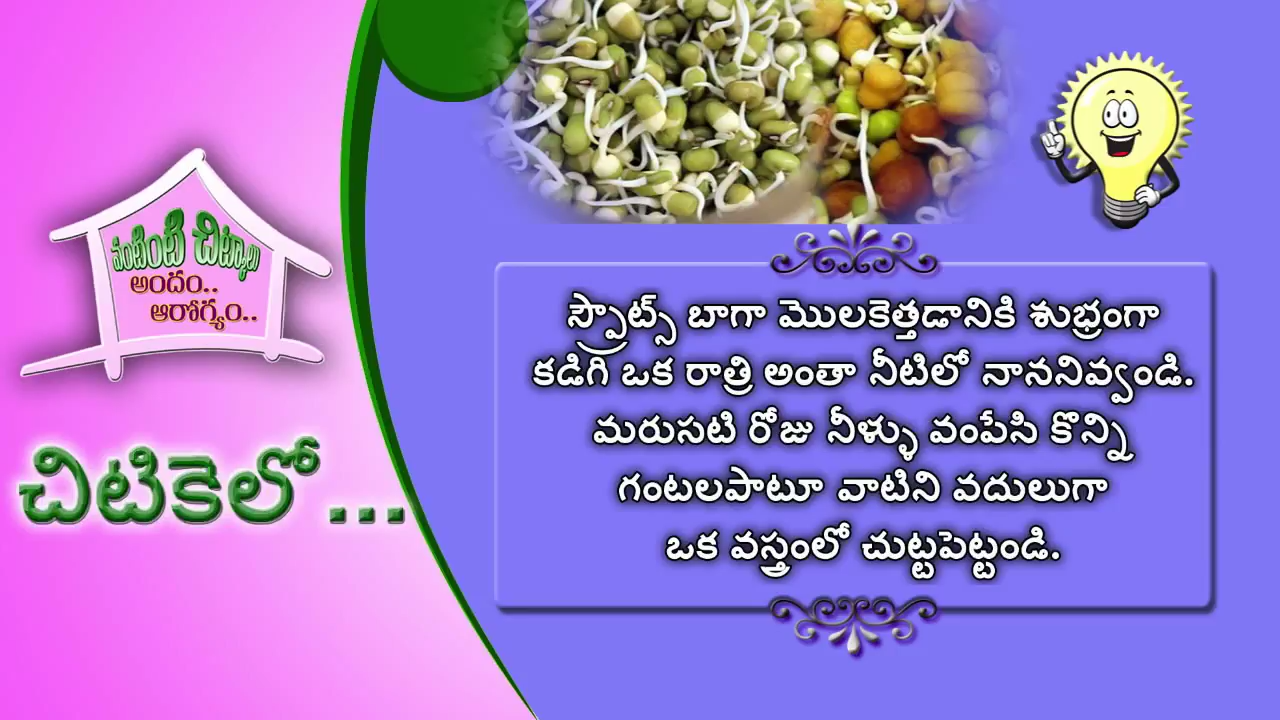 వంటింటి చిట్కాలు
అందం..
ఆరోగ్యం..
చిటికెలో...
స్ప్రౌట్స్ బాగా మొలకెత్తడానికి శుభ్రంగా
కడిగి ఒక రాత్రి అంతా నీటిలో నాననివ్వండి.
మరుసటి రోజు నీళ్ళు వంపేసి కొన్ని
గంటలపాటూ వాటిని వదులుగా
ఒక వస్త్రంలో చుట్టపెట్టండి.